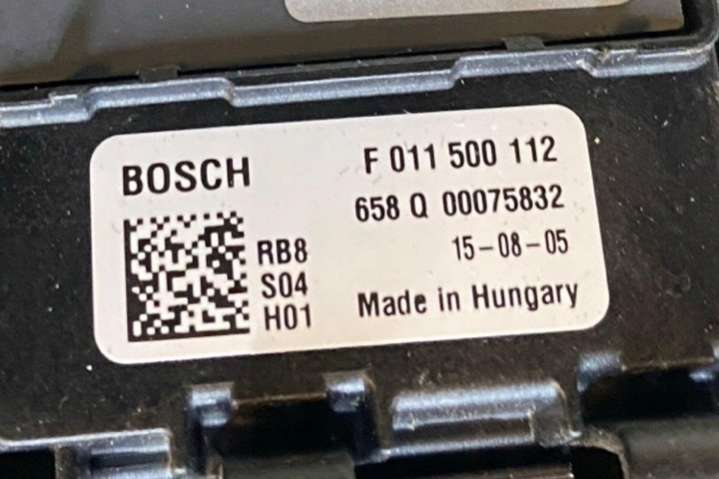 BOSCH
F 011 500 112
658 Q 00075832
RB8
15-08-05
S04
H01
Made in Hungary